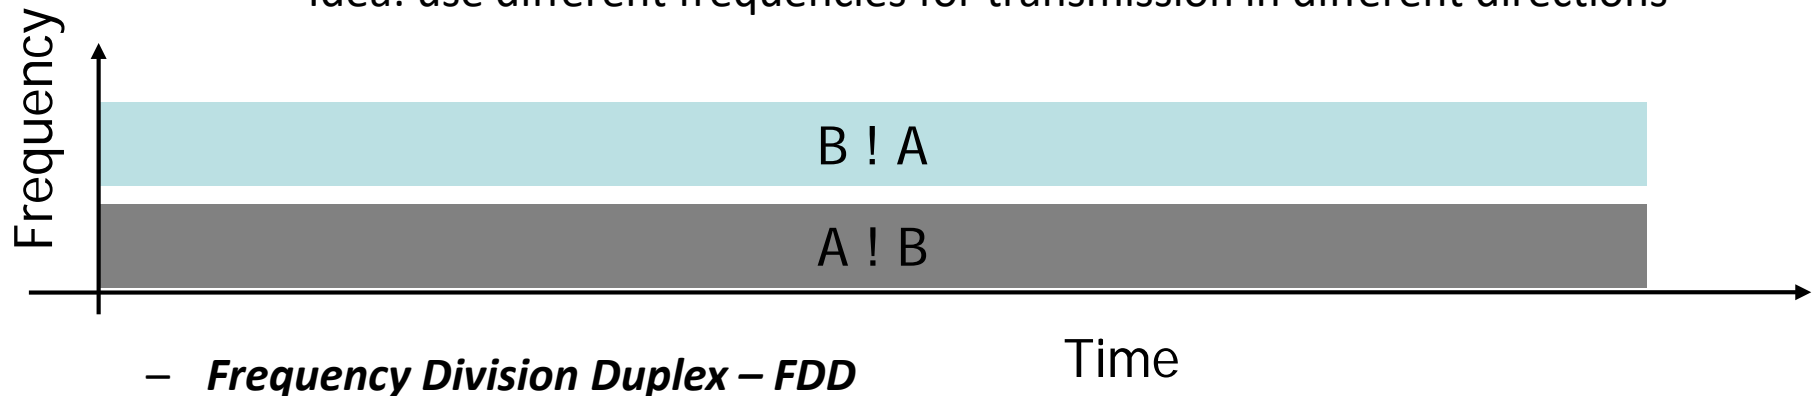 Idea: use different frequencies for transmission in different directions
Frequency
B ! A
A ! B
Time
– Frequency Division Duplex – FDD